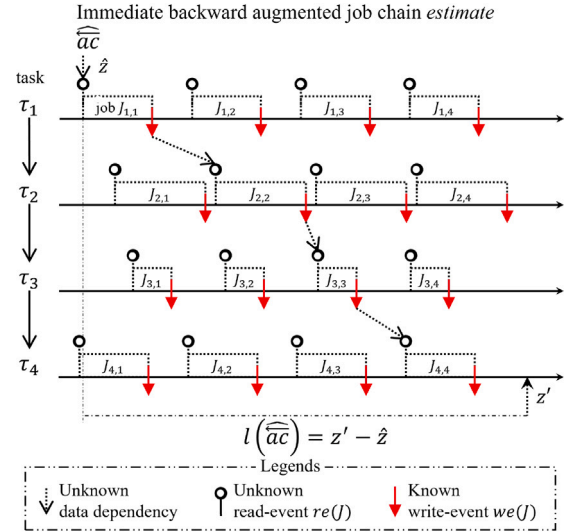 Immediate backward augmented job chain estimate
a͡c ẑ
task
τ₁ job J₁,₁ J₁,₂ J₁,₃ J₁,₄
τ₂ J₂,₁ J₂,₂ J₂,₃ J₂,₄
τ₃ J₃,₁ J₃,₂ J₃,₃ J₃,₄
τ₄ J₄,₁ J₄,₂ J₄,₃ J₄,₄
z′
l(a͡c) = z′ − ẑ
Legends
Unknown data dependency
Unknown read-event re(J)
Known write-event we(J)